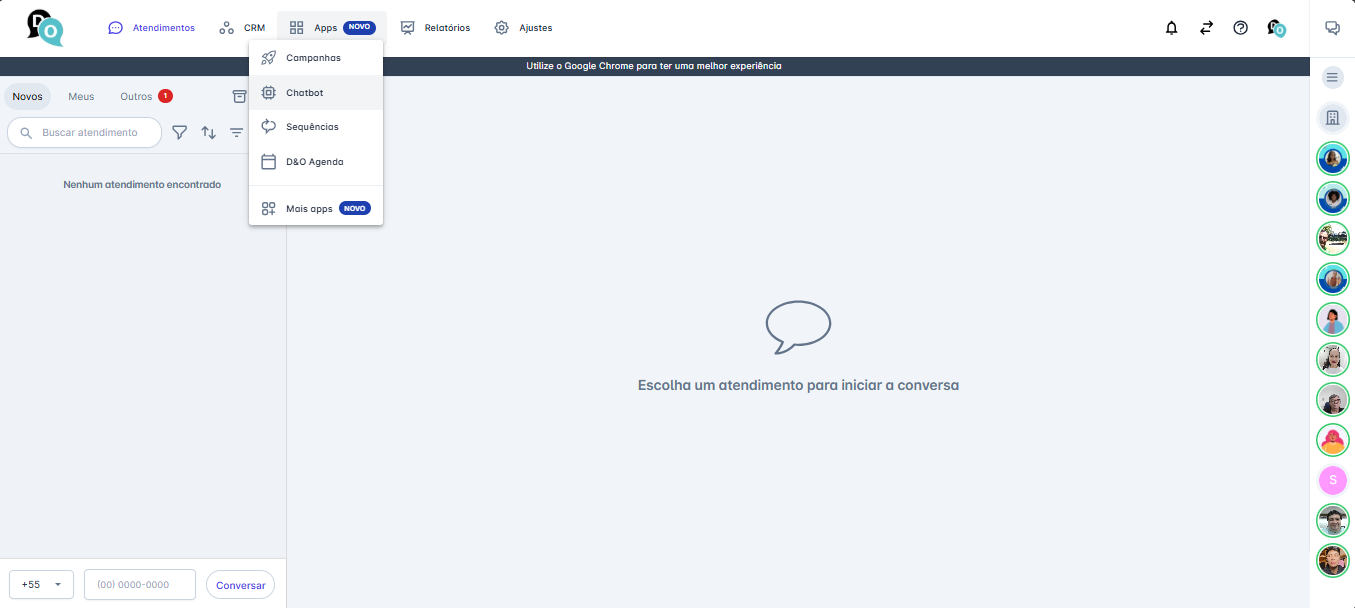 DO
Atendimentos
CRM
Apps NOVO
Relatórios
Ajustes
DO
Utilize o Google Chrome para ter uma melhor experiência
Campanhas
Chatbot
Sequências
D&O Agenda
Mais apps NOVO
Novos
Meus
Outros 1
Buscar atendimento
Nenhum atendimento encontrado
Escolha um atendimento para iniciar a conversa
S
+55
(00) 0000-0000
Conversar